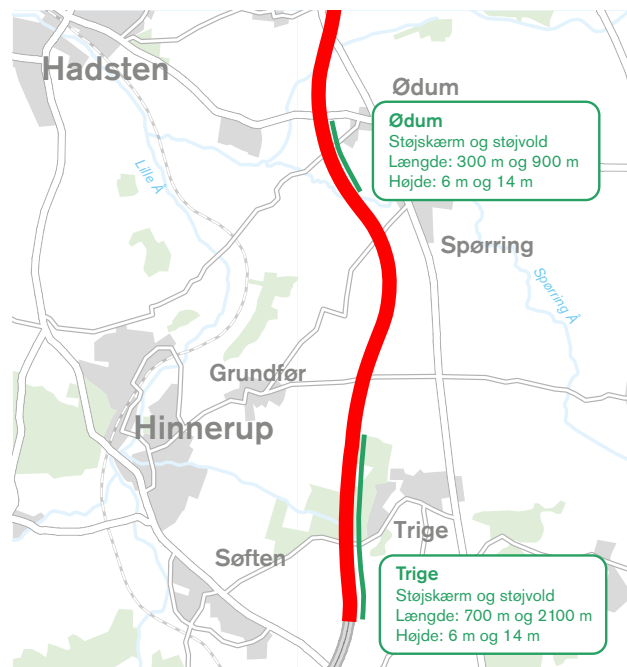 Hadsten
Ødum
Ødum
Støjskærm og støjvold
Længde: 300 m og 900 m
Højde: 6 m og 14 m
Lille Å
Spørring
Spørring Å
Grundfør
Hinnerup
Trige
Søften
Trige
Støjskærm og støjvold
Længde: 700 m og 2100 m
Højde: 6 m og 14 m